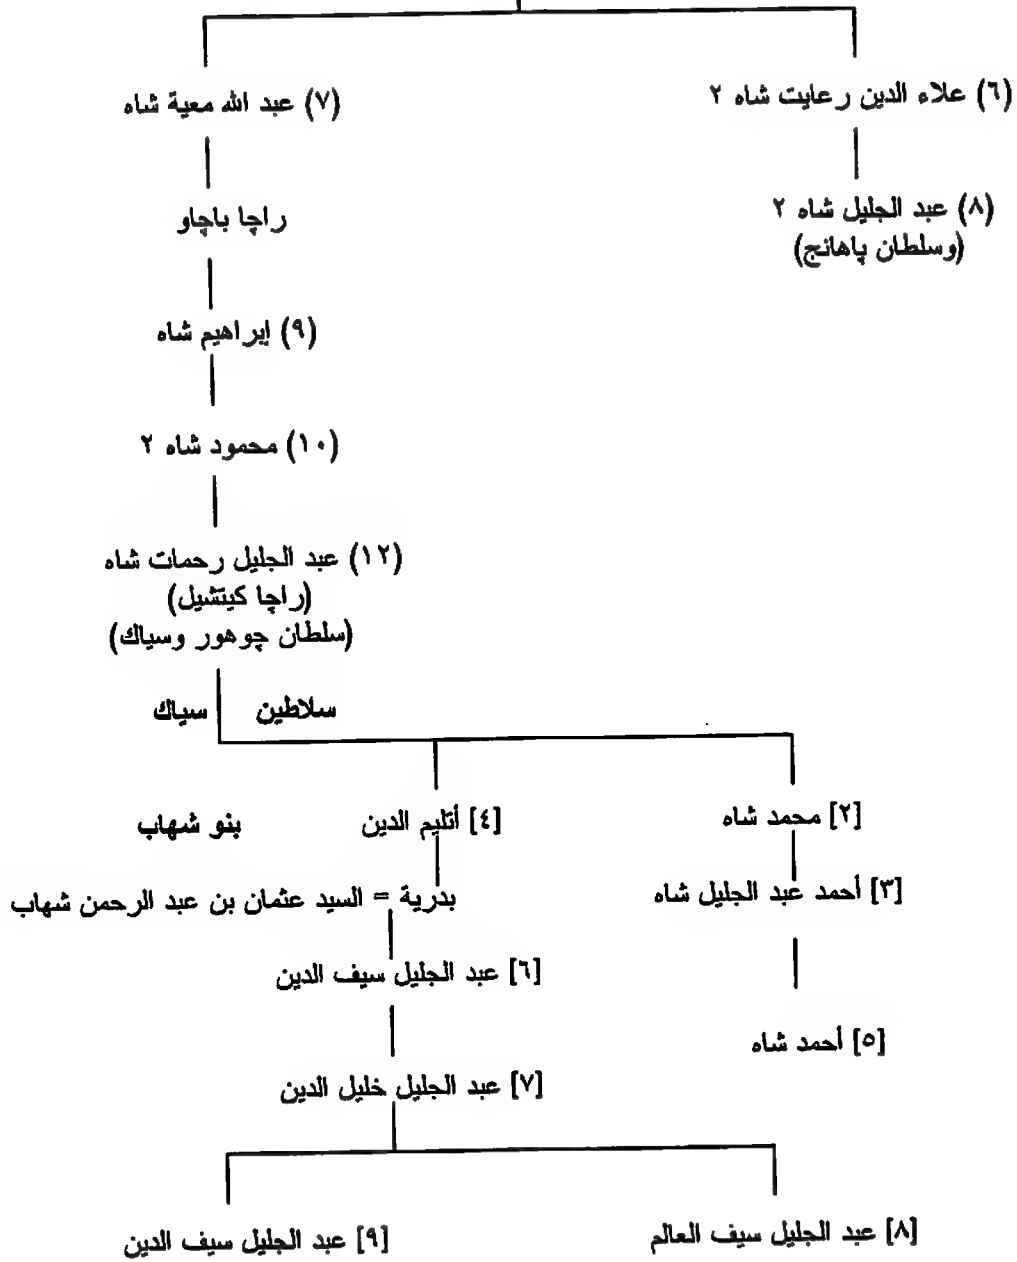 (٦) علاء الدين رعايت شاه ٢
(٧) عبد الله معية شاه
(٨) عبد الجليل شاه ٢
(وسلطان پاهانج)
راچا باچاو
(٩) إبراهيم شاه
(١٠) محمود شاه ٢
(١٢) عبد الجليل رحمات شاه
(راچا كيتشيل)
(سلطان چوهور وسياك)
سلاطين سياك
[٢] محمد شاه
[٤] أتليم الدين
بنو شهاب
[٣] أحمد عبد الجليل شاه
بدرية = السيد عثمان بن عبد الرحمن شهاب
[٦] عبد الجليل سيف الدين
[٥] أحمد شاه
[٧] عبد الجليل خليل الدين
[٨] عبد الجليل سيف العالم
[٩] عبد الجليل سيف الدين